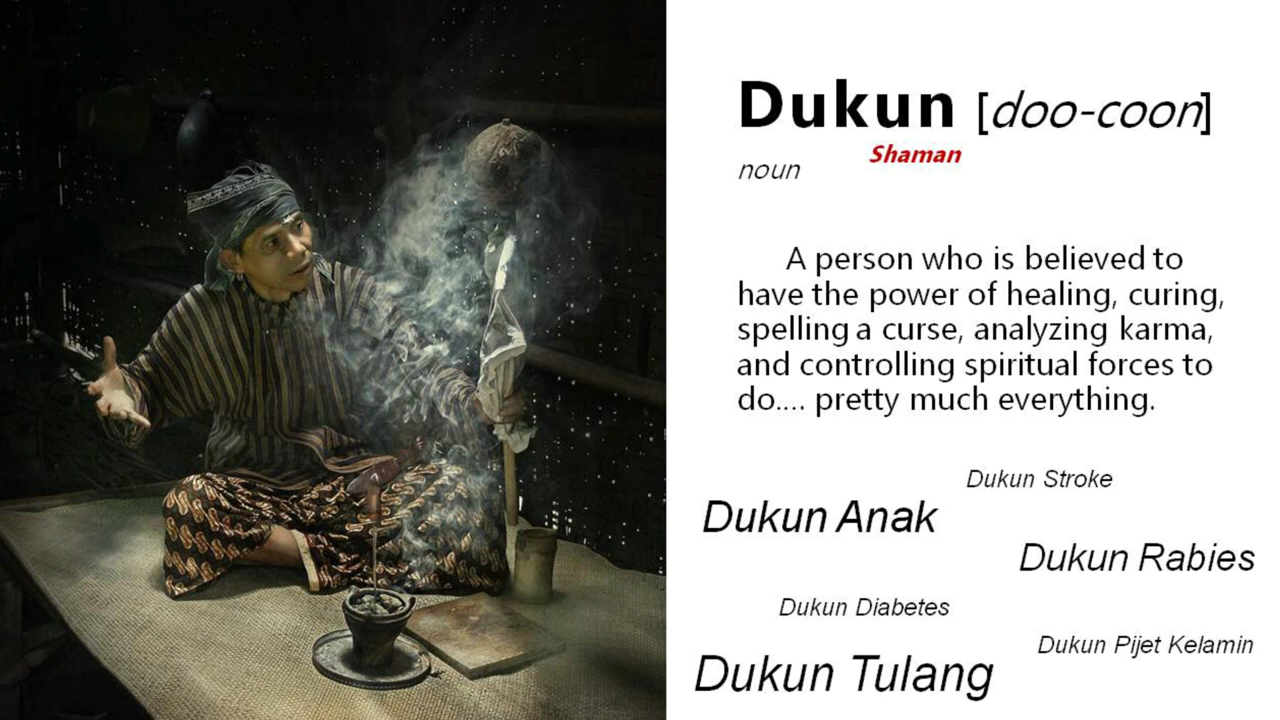 Dukun [doo-coon]
Shaman
noun
A person who is believed to
have the power of healing, curing,
spelling a curse, analyzing karma,
and controlling spiritual forces to
do.... pretty much everything.
Dukun Stroke
Dukun Anak
Dukun Rabies
Dukun Diabetes
Dukun Pijet Kelamin
Dukun Tulang